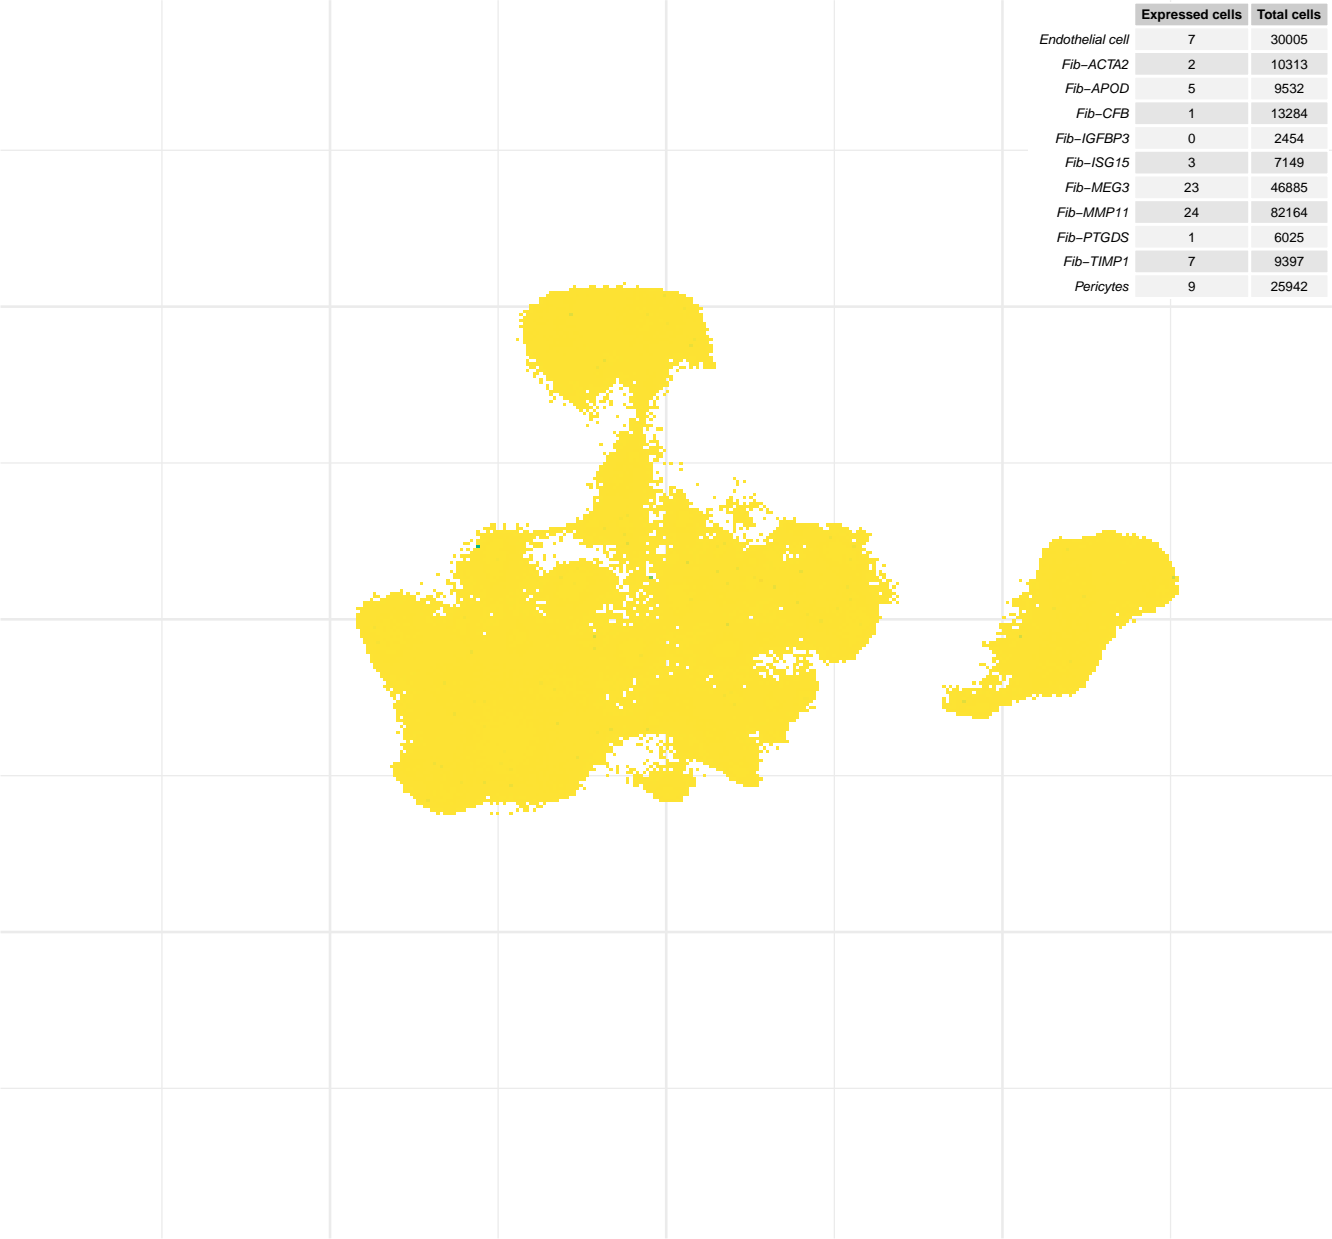 Expressed cells Total cells
Endothelial cell 7 30005
Fib−ACTA2 2 10313
Fib−APOD 5 9532
Fib−CFB 1 13284
Fib−IGFBP3 0 2454
Fib−ISG15 3 7149
Fib−MEG3 23 46885
Fib−MMP11 24 82164
Fib−PTGDS 1 6025
Fib−TIMP1 7 9397
Pericytes 9 25942